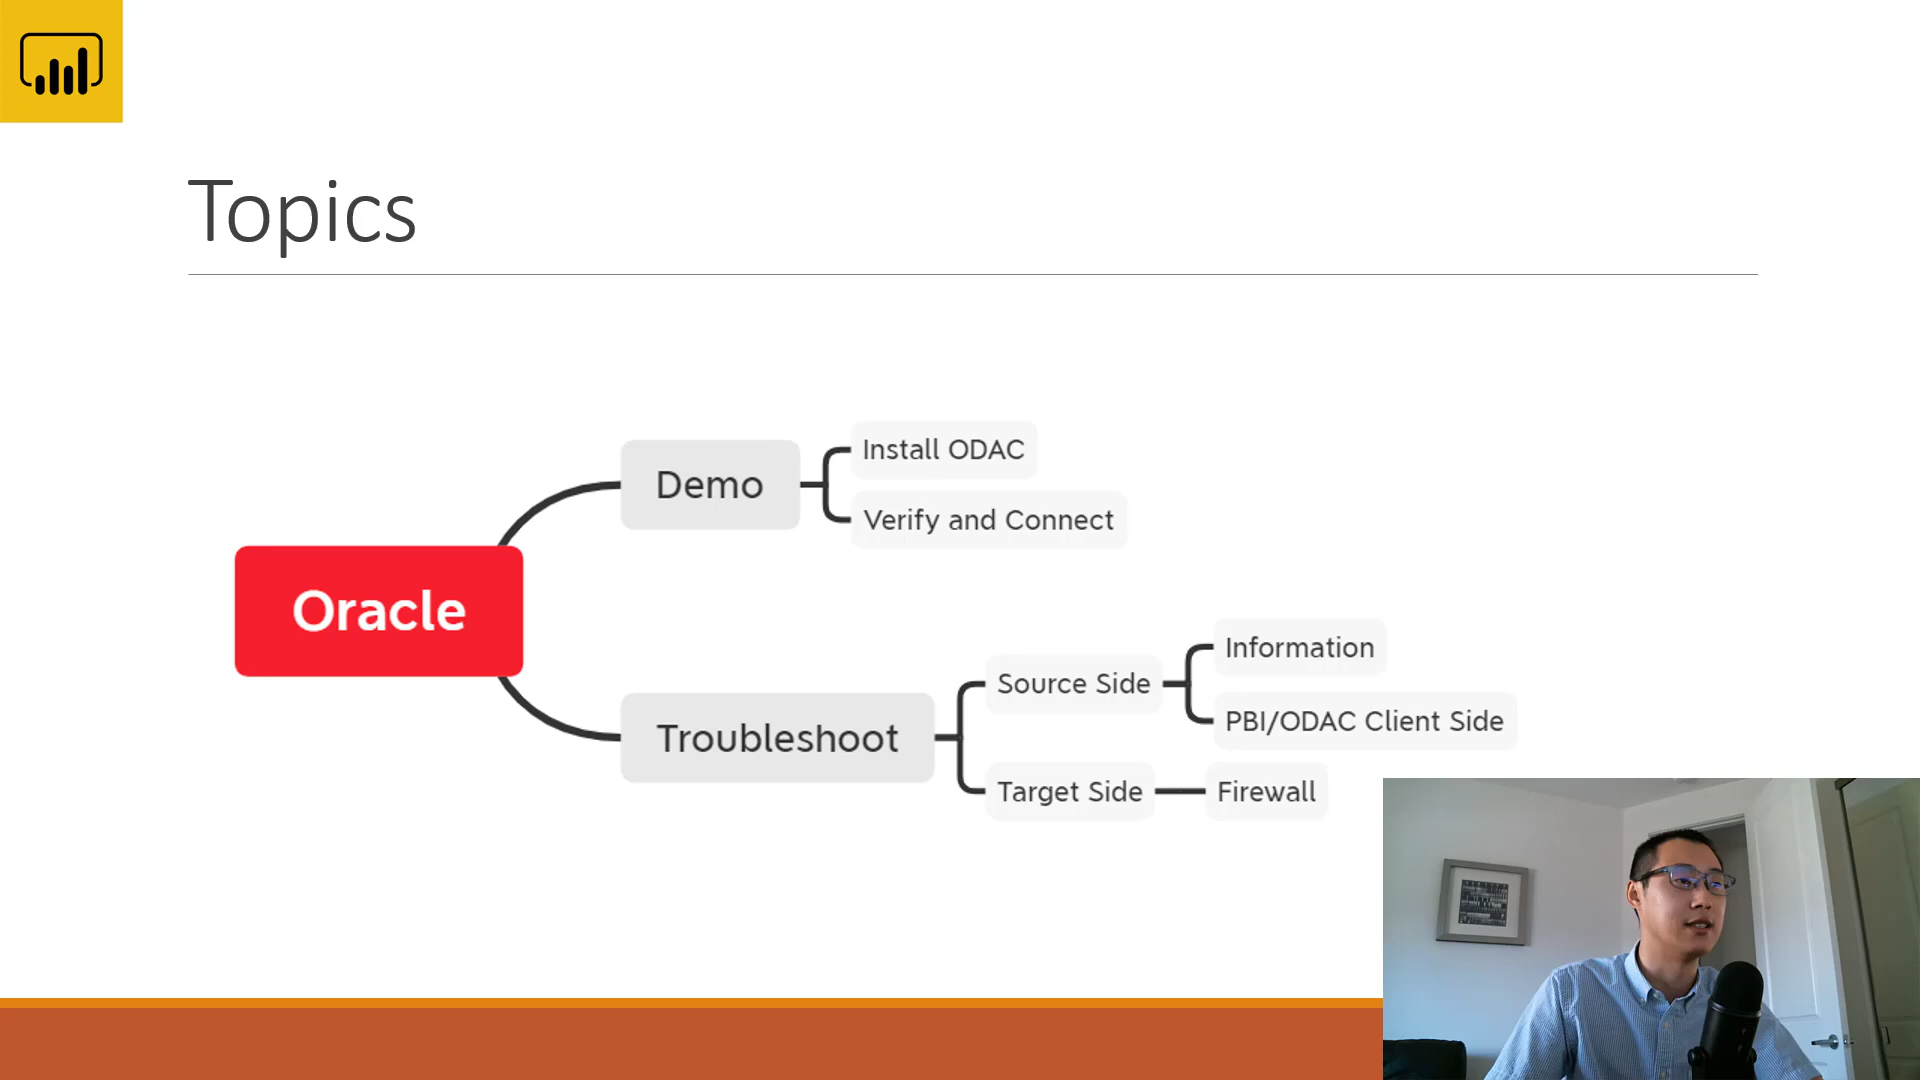 Topics
Oracle
Demo
Install ODAC
Verify and Connect
Troubleshoot
Source Side
Information
PBI/ODAC Client Side
Target Side
Firewall